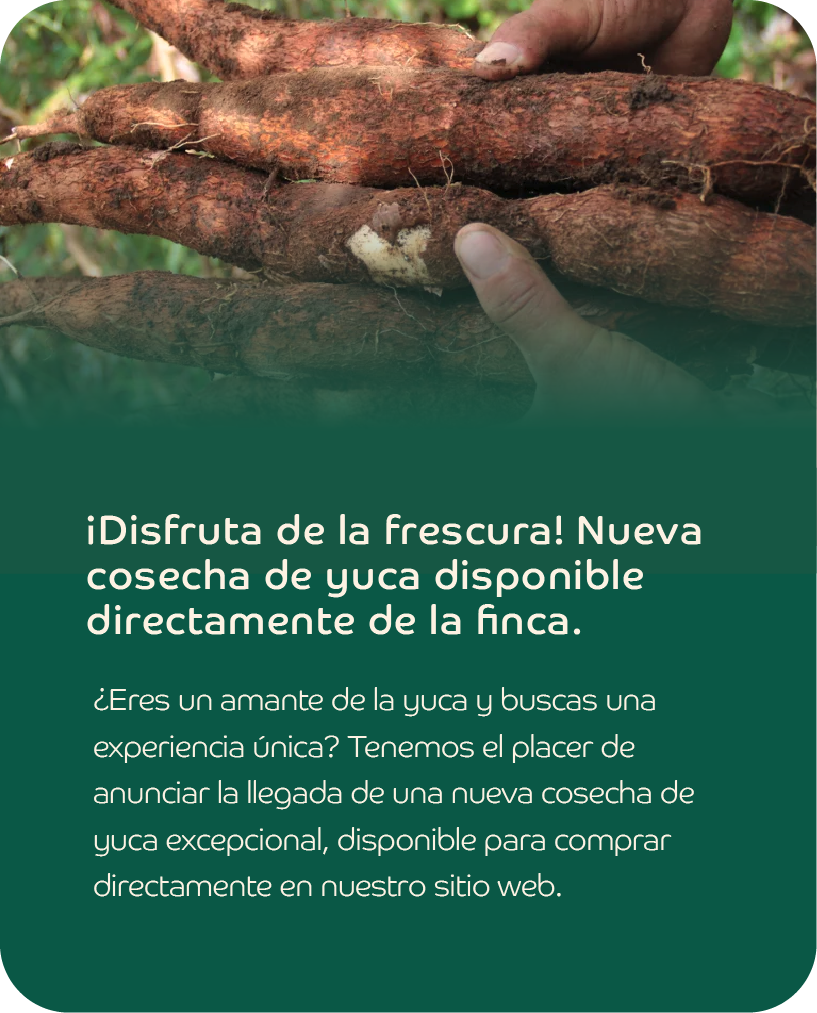 ¡Disfruta de la frescura! Nueva
cosecha de yuca disponible
directamente de la finca.
¿Eres un amante de la yuca y buscas una
experiencia única? Tenemos el placer de
anunciar la llegada de una nueva cosecha de
yuca excepcional, disponible para comprar
directamente en nuestro sitio web.